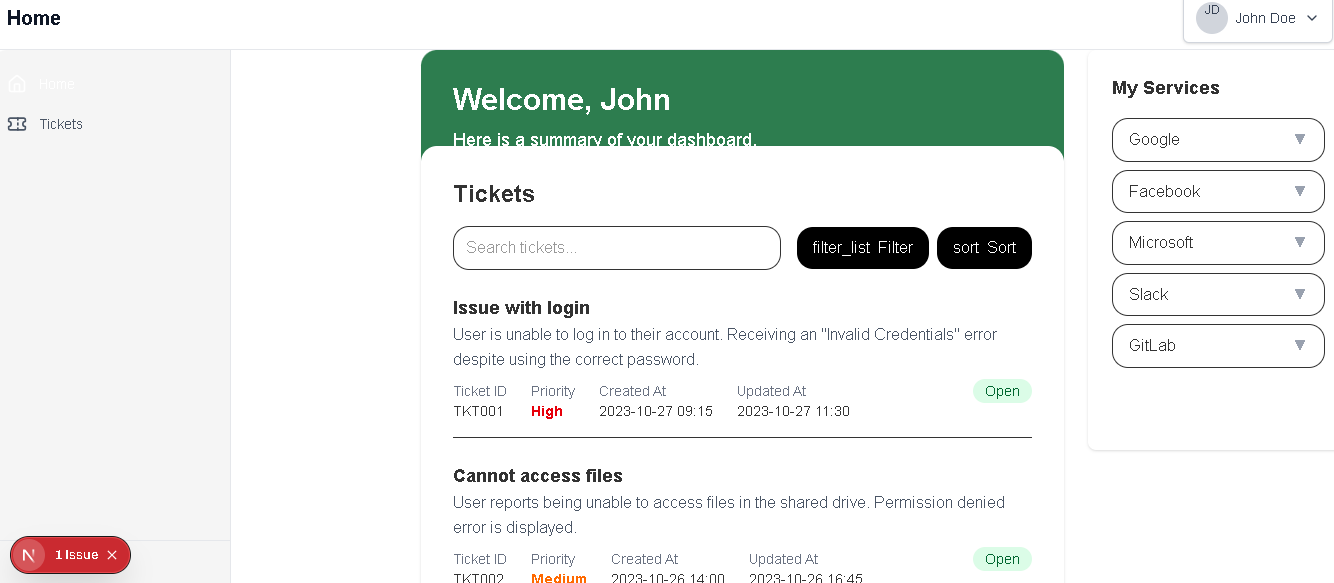 Home
JD
John Doe
Home
Tickets
Welcome, John
Here is a summary of your dashboard.
Tickets
Search tickets...
filter_list Filter
sort Sort
Issue with login
User is unable to log in to their account. Receiving an "Invalid Credentials" error
despite using the correct password.
Ticket ID Priority Created At Updated At
Open
TKT001 High 2023-10-27 09:15 2023-10-27 11:30
Cannot access files
User reports being unable to access files in the shared drive. Permission denied
error is displayed.
Ticket ID Priority Created At Updated At
Open
TKT002 Medium 2023-10-26 14:00 2023-10-26 16:45
My Services
Google
Facebook
Microsoft
Slack
GitLab
N 1 Issue